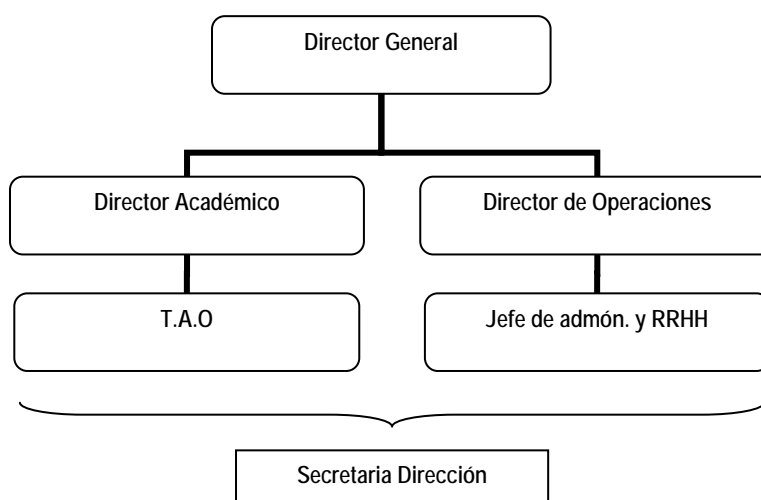 Director General
Director Académico
Director de Operaciones
T.A.O
Jefe de admón. y RRHH
Secretaria Dirección